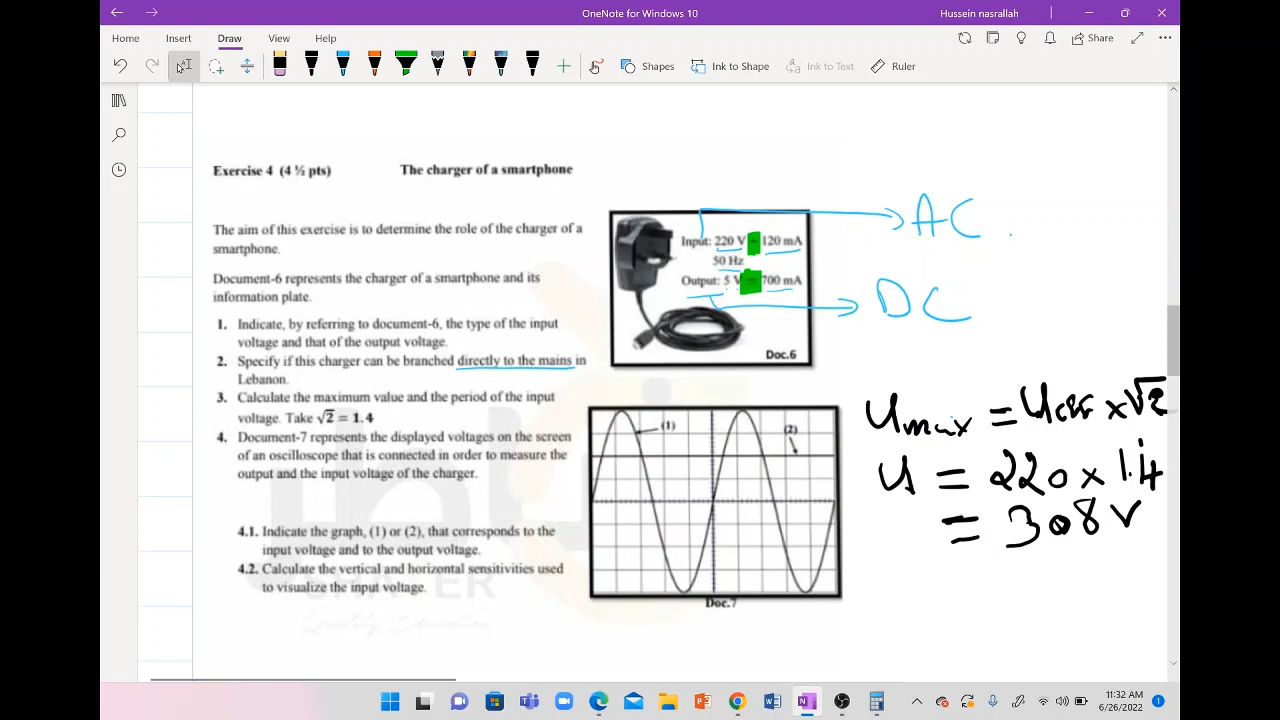 OneNote for Windows 10
Hussein nasrallah
Home Insert Draw View Help
Share
Shapes Ink to Shape Ink to Text Ruler
Exercise 4 (4 ½ pts) The charger of a smartphone
The aim of this exercise is to determine the role of the charger of a
smartphone.
Document-6 represents the charger of a smartphone and its
information plate.
1. Indicate, by referring to document-6, the type of the input
voltage and that of the output voltage.
2. Specify if this charger can be branched directly to the mains in
Lebanon.
3. Calculate the maximum value and the period of the input
voltage. Take √2 = 1.4
4. Document-7 represents the displayed voltages on the screen
of an oscilloscope that is connected in order to measure the
output and the input voltage of the charger.
4.1. Indicate the graph, (1) or (2), that corresponds to the
input voltage and to the output voltage.
4.2. Calculate the vertical and horizontal sensitivities used
to visualize the input voltage.
Input: 220 V 120 mA
50 Hz
Output: 5 V 700 mA
Doc.6
AC
DC
(1) (2)
Doc.7
Umax = Ueff × √2
U = 220 × 1.4
= 308 V
11:32 AM
6/26/2022
1